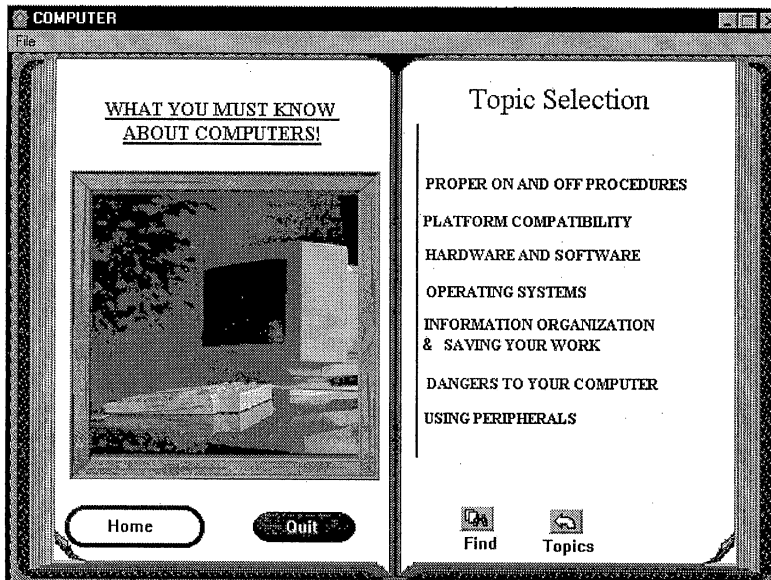 COMPUTER
File
WHAT YOU MUST KNOW
ABOUT COMPUTERS!
Home
Quit
Topic Selection
PROPER ON AND OFF PROCEDURES
PLATFORM COMPATIBILITY
HARDWARE AND SOFTWARE
OPERATING SYSTEMS
INFORMATION ORGANIZATION
& SAVING YOUR WORK
DANGERS TO YOUR COMPUTER
USING PERIPHERALS
Find
Topics